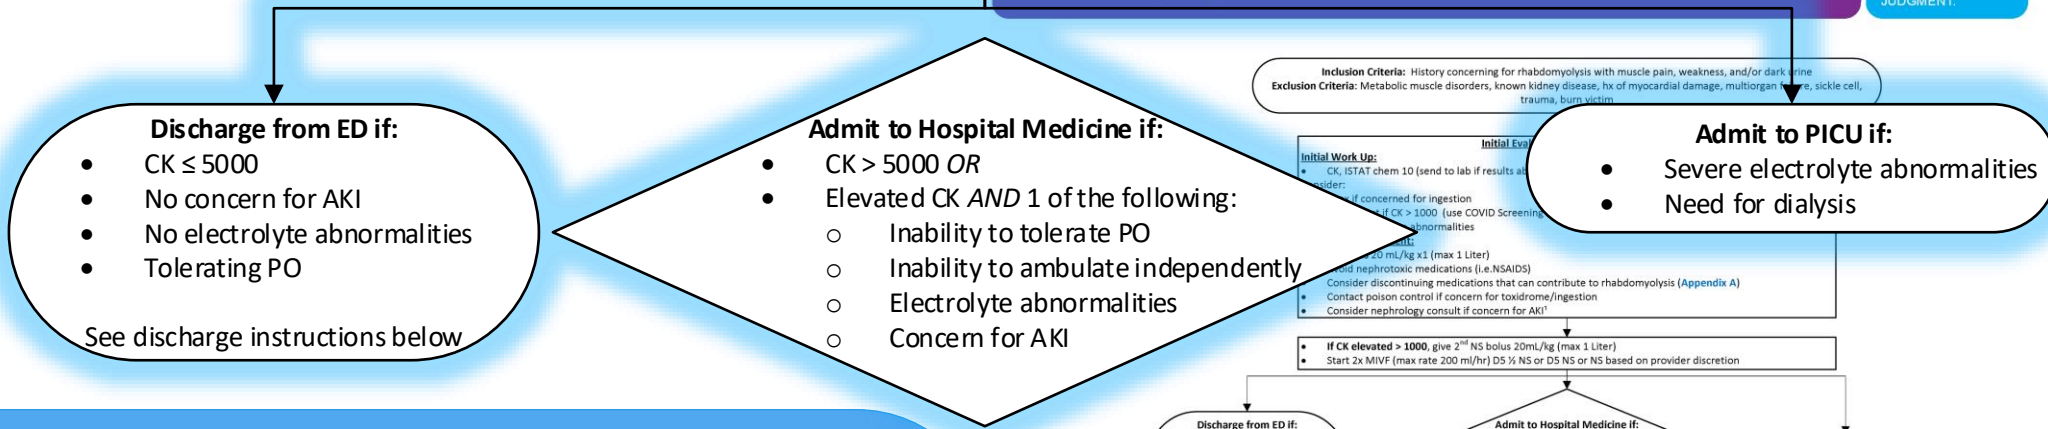 JUDGMENT.
Inclusion Criteria: History concerning for rhabdomyolysis with muscle pain, weakness, and/or dark urine
Exclusion Criteria: Metabolic muscle disorders, known kidney disease, hx of myocardial damage, multiorgan re, sickle cell,
trauma, burn victim
Discharge from ED if:
• CK ≤ 5000
• No concern for AKI
• No electrolyte abnormalities
• Tolerating PO
See discharge instructions below
Admit to Hospital Medicine if:
• CK > 5000 OR
• Elevated CK AND 1 of the following:
o Inability to tolerate PO
o Inability to ambulate independently
o Electrolyte abnormalities
o Concern for AKI
Admit to PICU if:
• Severe electrolyte abnormalities
• Need for dialysis
Initial
Initial Work Up:
• CK, ISTAT chem 10 (send to lab if results
if concerned for ingestion
if CK > 1000 (use COVID Screening
abnormalities
20 mL/kg x1 (max 1 Liter)
nephrotoxic medications (i.e.NSAIDS)
Consider discontinuing medications that can contribute to rhabdomyolysis (Appendix A)
• Contact poison control if concern for toxidrome/ingestion
• Consider nephrology consult if concern for AKI¹
• If CK elevated > 1000, give 2nd NS bolus 20mL/kg (max 1 Liter)
• Start 2x MIVF (max rate 200 ml/hr) D5 ½ NS or D5 NS or NS based on provider discretion
Discharge from ED if:
Admit to Hospital Medicine if: